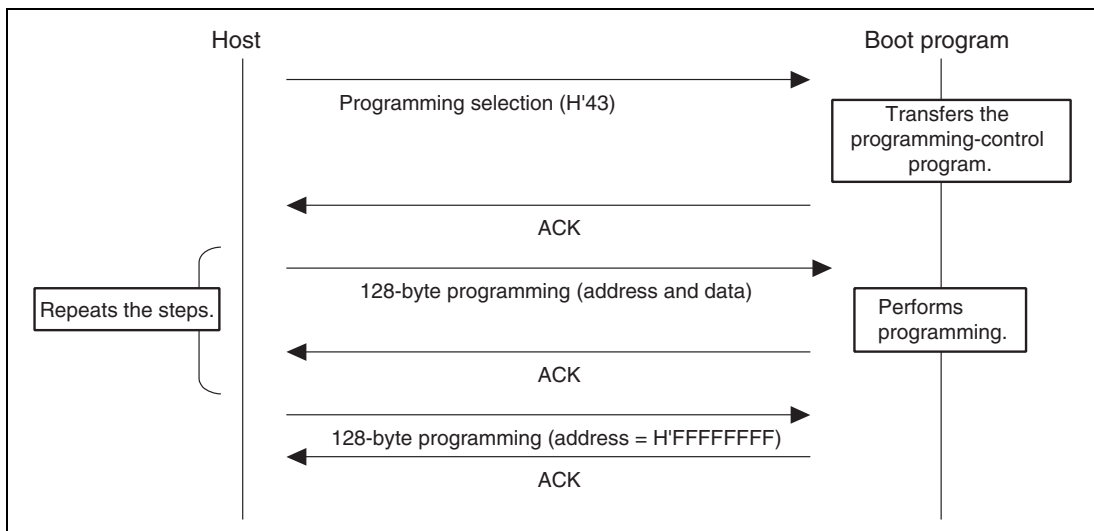 Host
Boot program
Programming selection (H'43)
Transfers the
programming-control
program.
ACK
128-byte programming (address and data)
Repeats the steps.
Performs
programming.
ACK
128-byte programming (address = H'FFFFFFFF)
ACK